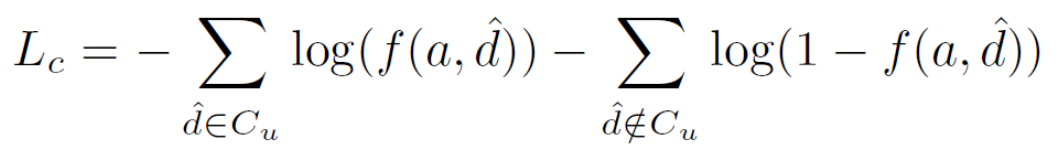 L_c = - \sum_{\hat{d} \in C_u} \log(f(a, \hat{d})) - \sum_{\hat{d} \notin C_u} \log(1 - f(a, \hat{d}))